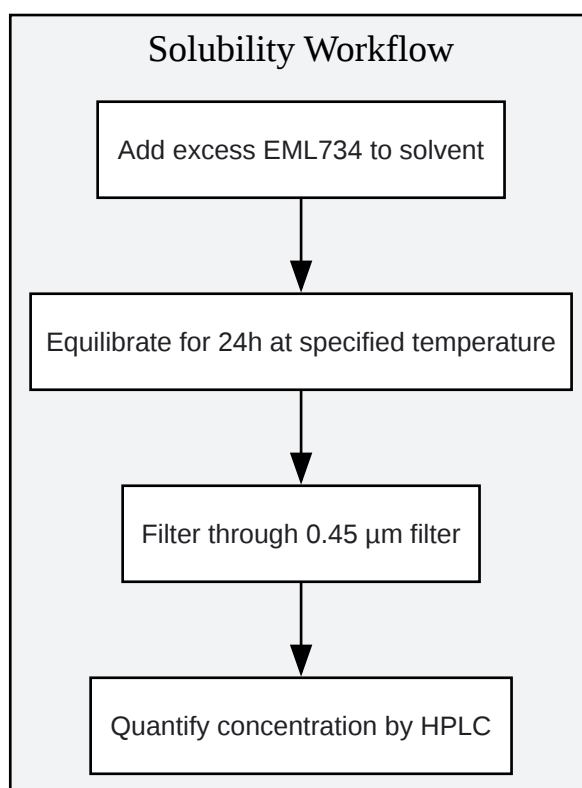 Solubility Workflow
Add excess EML734 to solvent
Equilibrate for 24h at specified temperature
Filter through 0.45 µm filter
Quantify concentration by HPLC